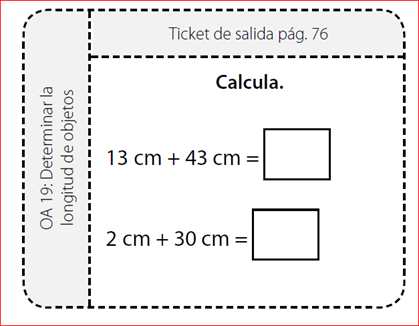 Ticket de salida pág. 76
OA 19: Determinar la
longitud de objetos
Calcula.
13 cm + 43 cm =
2 cm + 30 cm =